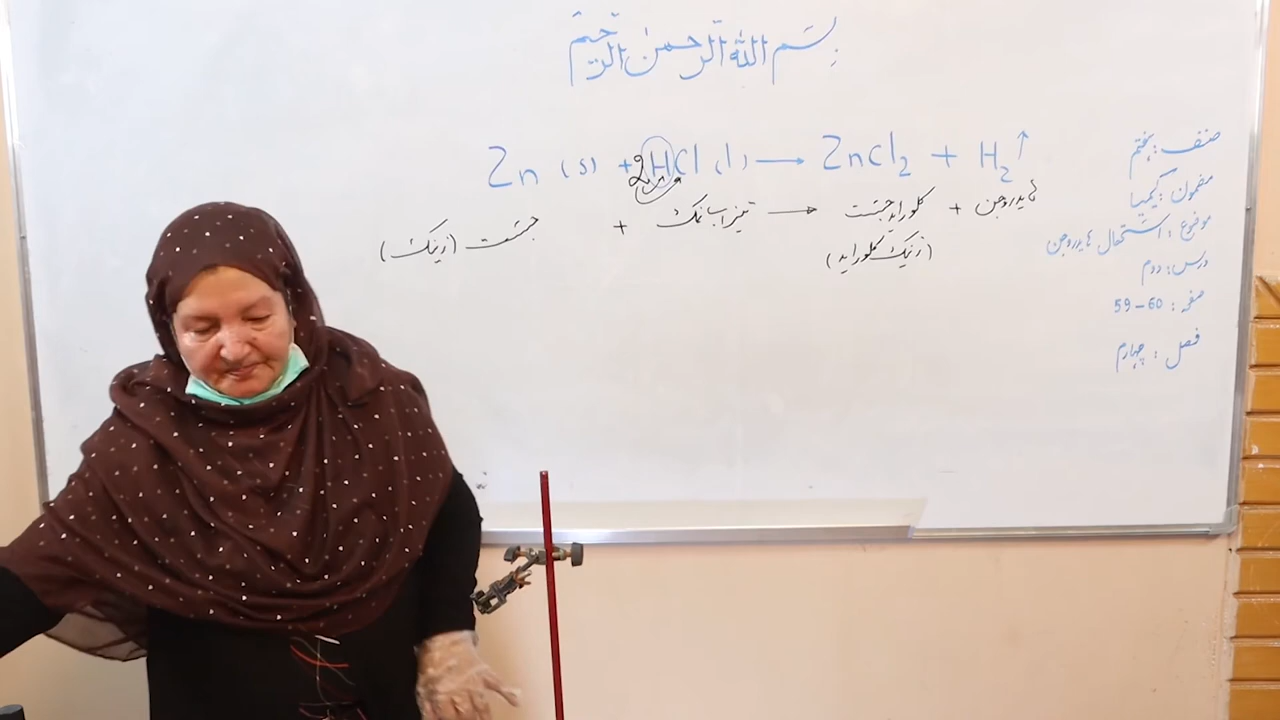 بسم الله الرحمن الرحیم
Zn (s) + 2HCl (l) → ZnCl2 + H2↑
جست (زینک) + تیزاب نمک → کلوراید جست + هایدروجن
(زینک کلوراید)
صنف: هفتم
مضمون: کیمیا
موضوع: استحصال هایدروجن
درس: دوم
صفحه: 60-59
فصل: چهارم